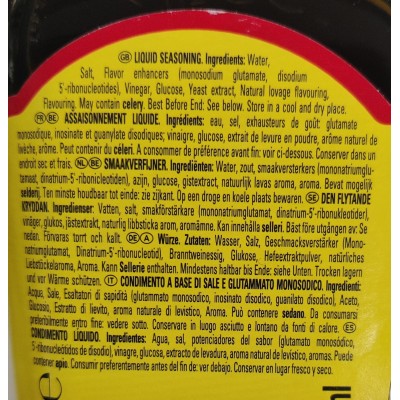 GB LIQUID SEASONING. Ingredients: Water,
Salt, Flavor enhancers (monosodium glutamate, disodium
5'-ribonucleotides), Vinegar, Glucose, Yeast extract, Natural lovage flavouring,
Flavouring. May contain celery. Best Before End: See below. Store in a cool and dry place.
FR BE ASSAISONNEMENT LIQUIDE. Ingrédients: eau, sel, exhausteurs de goût: glutamate
monosodique, inosinate et guanylate disodiques; vinaigre, glucose, extrait de levure en poudre, arôme naturel de
livèche, arôme. Peut contenir du céleri. A consommer de préférence avant fin: voir ci-dessous. Conserver dans un
endroit sec et frais. NL BE SMAAKVERFIJNER. Ingrediënten: Water, zout, smaakversterkers (mononatriumglu-
tamaat, dinatrium-5'-ribonicleotiden), azijn, glucose, gistextract, natuurlijk lavas aroma, aroma. Bevat mogelijk
selderij. Ten minste houdbaar tot einde: zie zijkant. Op een droge en koele plaats bewaren. SE DEN FLYTANDE
KRYDDAN. Ingredienser: Vatten, salt, smakförstärkare (mononatriumglutamat, dinatrium-5'-ribonucleotider),
vinäger, glukos, jästextrakt, naturlig libbsticka arom, aromämne. Kan innehålla selleri. Bäst före utgången av: Se
nedan. Förvaras torrt och kallt. DE A Würze. Zutaten: Wasser, Salz, Geschmacksverstärker (Mono-
natriumglutamat, Dinatrium-5'-ribonucleotid), Branntweinessig, Glukose, Hefeextraktpulver, natürliches
Liebstöckelaroma, Aroma. Kann Sellerie enthalten. Mindestens haltbar bis Ende: siehe Unten. Trocken lagern
und vor Wärme schützen. IT CONDIMENTO A BASE DI SALE E GLUTAMMATO MONOSODICO. Ingredienti:
Acqua, Sale, Esaltatori di sapidità (glutammato monosodico, inosinato disodico, guanilato disodico), Aceto,
Glucosio, Estratto di lievito, aroma naturale di levistico, Aroma. Può contenere sedano. Da consumarsi
preferibilmente entro fine: vedere sotto. Conservare in luogo asciutto e lontano da fonti di calore. ES
CONDIMENTO LIQUIDO. Ingredientes: Agua, sal, potenciadores del sabor (glutamato monosódico,
5'-ribonucleótidos de disodio), vinagre, glucosa, extracto de levadura, aroma natural de levístico, aromas. Puede
contener apio. Consumir preferentemente antes del fin: ver debajo. Conservar en lugar fresco y seco.
e
ml